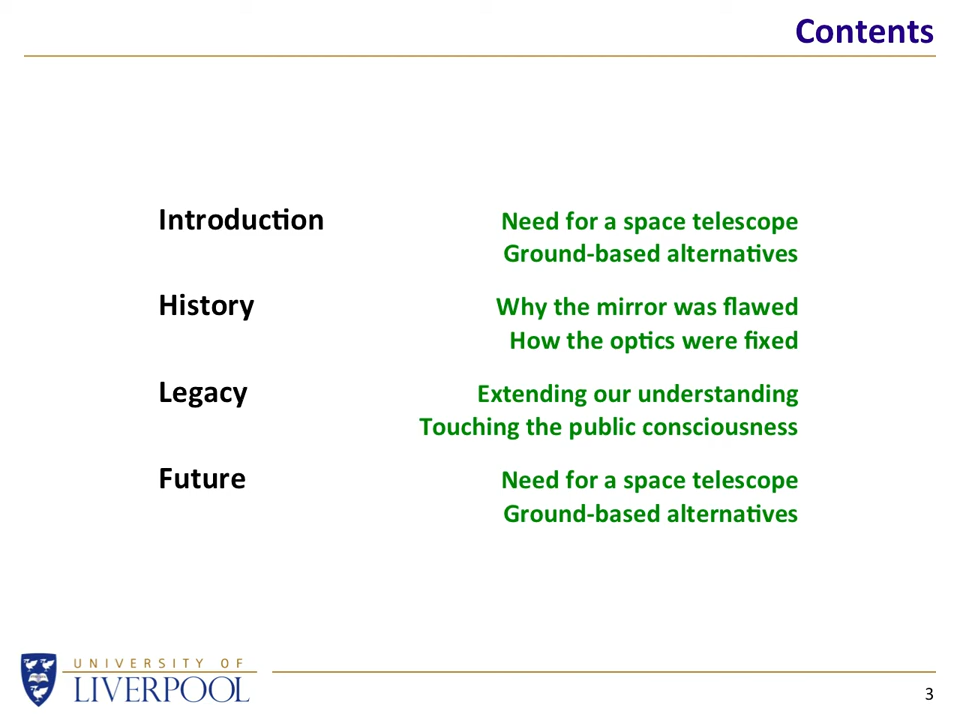 Contents
Introduction
Need for a space telescope
Ground-based alternatives
History
Why the mirror was flawed
How the optics were fixed
Legacy
Extending our understanding
Touching the public consciousness
Future
Need for a space telescope
Ground-based alternatives
UNIVERSITY OF
LIVERPOOL
3